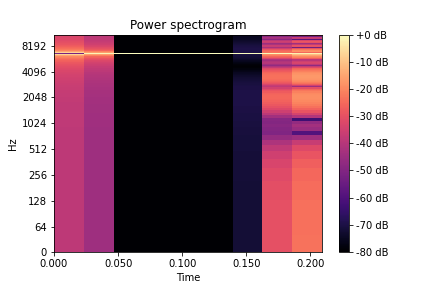 Power spectrogram
8192
4096
2048
1024
512
256
128
64
0
Hz
0.000 0.050 0.100 0.150 0.200
Time
+0 dB
-10 dB
-20 dB
-30 dB
-40 dB
-50 dB
-60 dB
-70 dB
-80 dB